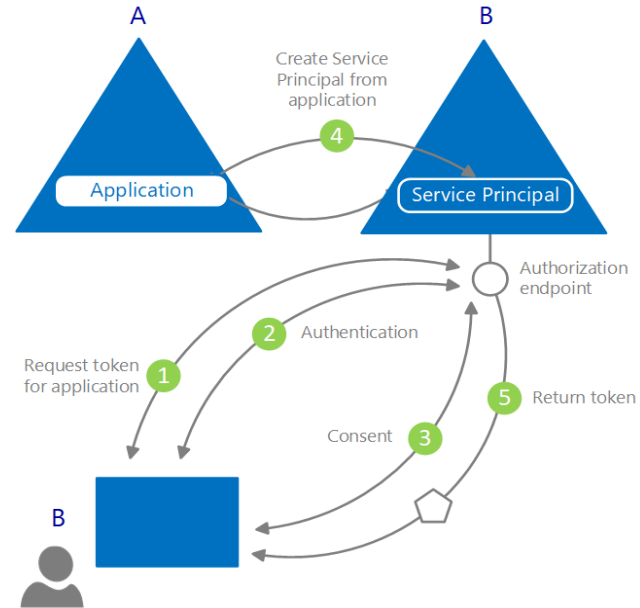 A
B
Create Service
Principal from
application
4
Application
Service Principal
Authorization
endpoint
2
Authentication
Request token
for application
1
5
Return token
Consent
3
B